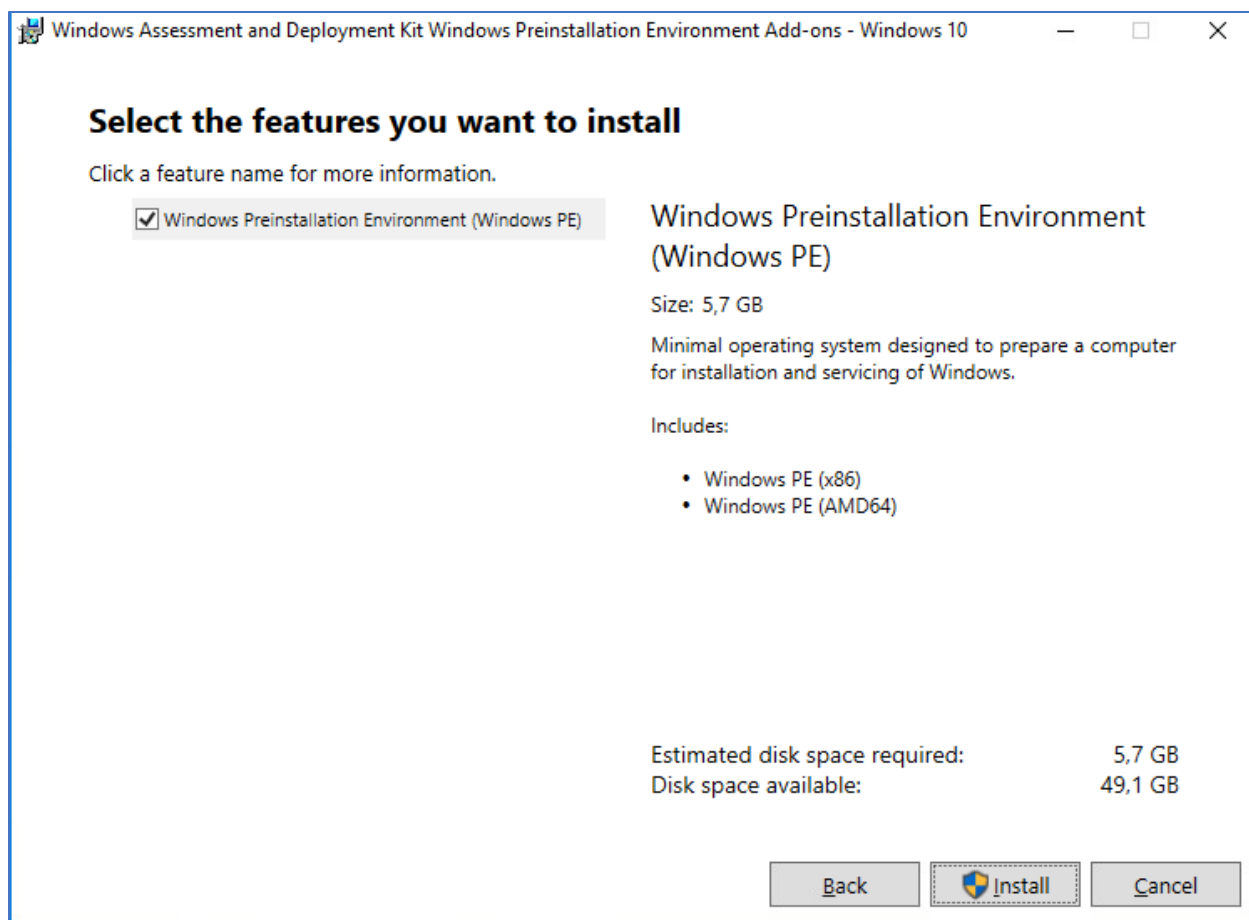 Windows Assessment and Deployment Kit Windows Preinstallation Environment Add-ons - Windows 10
Select the features you want to install
Click a feature name for more information.
Windows Preinstallation Environment (Windows PE)
Windows Preinstallation Environment
(Windows PE)
Size: 5,7 GB
Minimal operating system designed to prepare a computer
for installation and servicing of Windows.
Includes:
• Windows PE (x86)
• Windows PE (AMD64)
Estimated disk space required: 5,7 GB
Disk space available: 49,1 GB
Back Install Cancel